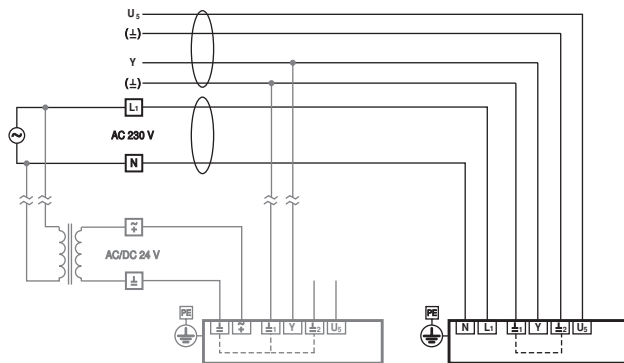 U5
(⊥)
Y
(⊥)
L1
AC 230 V
N
~
+
AC/DC 24 V
⊥
PE
⊥ ~+ ⊥1 Y ⊥2 U5
PE
N L1 ⊥1 Y ⊥2 U5